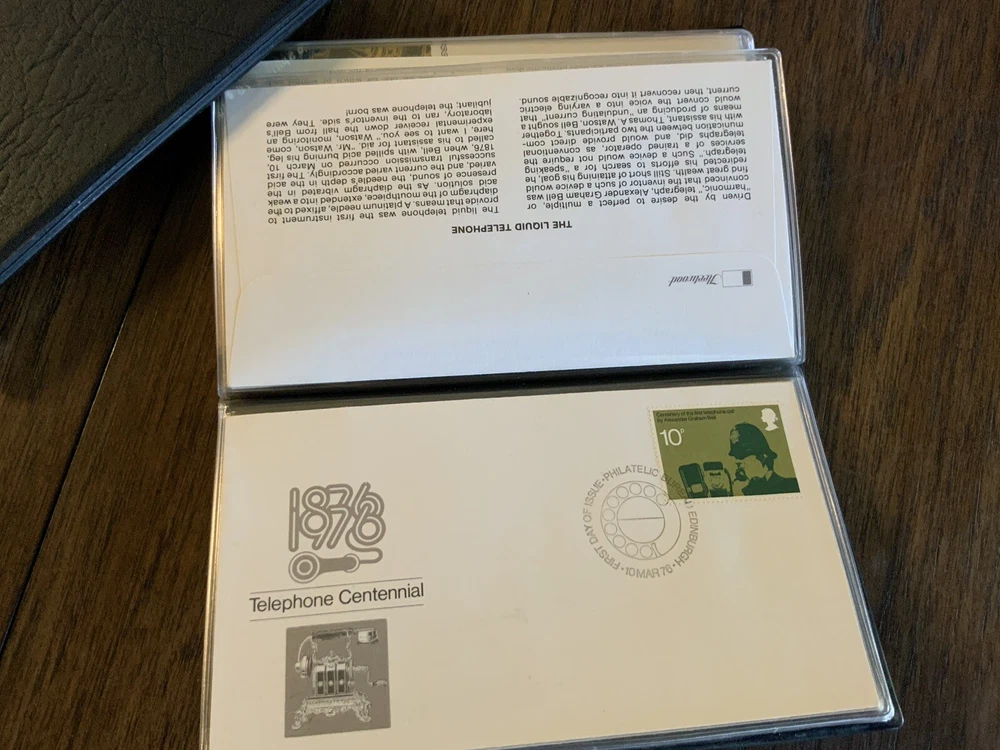 Fleetwood
THE LIQUID TELEPHONE
Driven by the desire to perfect a multiple, or
"harmonic," telegraph, Alexander Graham Bell was
convinced that the inventor of such a device would
find great wealth. Still short of attaining his goal, he
redirected his efforts to search for a "speaking
telegraph." Such a device would not require the
services of a trained operator, as conventional
telegraphs did, and would provide direct com-
munication between the two participants. Together
with his assistant, Thomas A. Watson, Bell sought a
means of producing an "undulating current" that
would convert the voice into a varying electric
current, then reconvert it into recognizable sound.
The liquid telephone was the first instrument to
provide that means. A platinum needle, affixed to the
diaphragm of the mouthpiece, extended into a weak
acid solution. As the diaphragm vibrated in the
presence of sound, the needle's depth in the acid
varied, and the current varied accordingly. The first
successful transmission occurred on March 10,
1876, when Bell, with spilled acid burning his leg,
called to his assistant for aid. "Mr. Watson, come
here, I want to see you." Watson, monitoring an
experimental receiver down the hall from Bell's
laboratory, ran to the inventor's side. They were
jubilant; the telephone was born!
Centenary of the first telephone call
by Alexander Graham Bell
10P
FIRST DAY OF ISSUE • PHILATELIC EDINBURGH •
10 MAR 76
1876
1976
Telephone Centennial